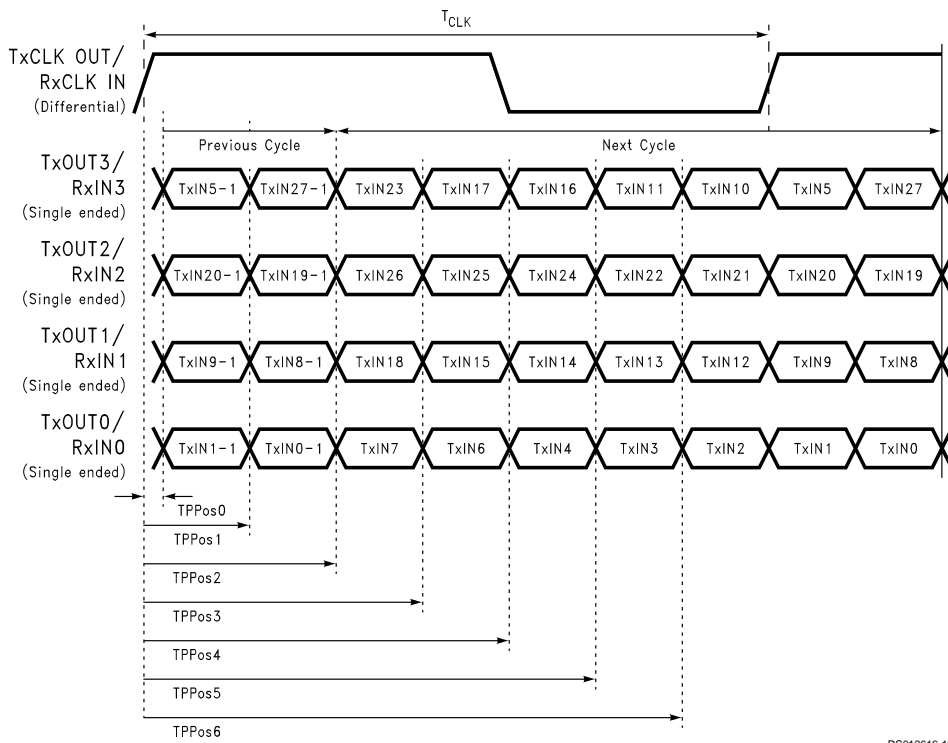 TCLK
TxCLK OUT/
RxCLK IN
(Differential)
Previous Cycle
Next Cycle
TxOUT3/
RxIN3
(Single ended)
TxIN5-1 TxIN27-1 TxIN23 TxIN17 TxIN16 TxIN11 TxIN10 TxIN5 TxIN27
TxOUT2/
RxIN2
(Single ended)
TxIN20-1 TxIN19-1 TxIN26 TxIN25 TxIN24 TxIN22 TxIN21 TxIN20 TxIN19
TxOUT1/
RxIN1
(Single ended)
TxIN9-1 TxIN8-1 TxIN18 TxIN15 TxIN14 TxIN13 TxIN12 TxIN9 TxIN8
TxOUT0/
RxIN0
(Single ended)
TxIN1-1 TxIN0-1 TxIN7 TxIN6 TxIN4 TxIN3 TxIN2 TxIN1 TxIN0
TPPos0
TPPos1
TPPos2
TPPos3
TPPos4
TPPos5
TPPos6